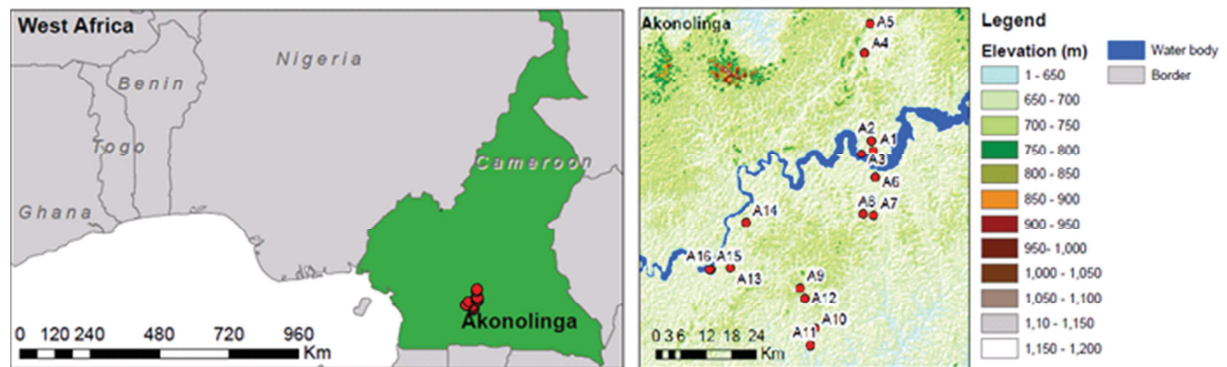 West Africa
Nigeria
Benin
Togo
Ghana
Cameroon
Akonolinga
0 120 240 480 720 960
Km
Akonolinga
A5
A4
A2
A1
A3
A6
A8 A7
A14
A16 A15
A13
A9
A12
A10
A11
0 3 6 12 18 24
Km
Legend
Elevation (m)
1 - 650
650 - 700
700 - 750
750 - 800
800 - 850
850 - 900
900 - 950
950- 1,000
1,000 - 1,050
1,050 - 1,100
1,10 - 1,150
1,150 - 1,200
Water body
Border